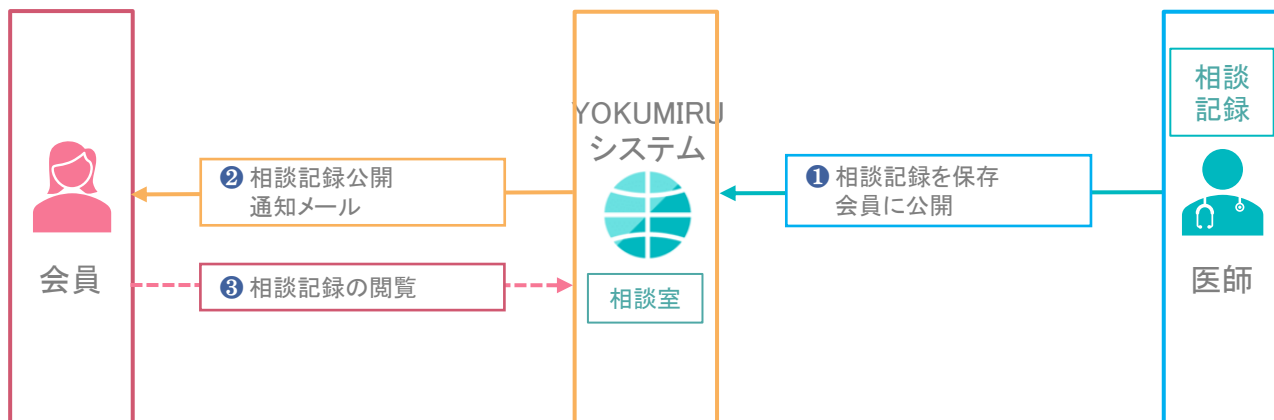 会員
❷ 相談記録公開
通知メール
❸ 相談記録の閲覧
YOKUMIRU
システム
相談室
❶ 相談記録を保存
会員に公開
相談
記録
医師